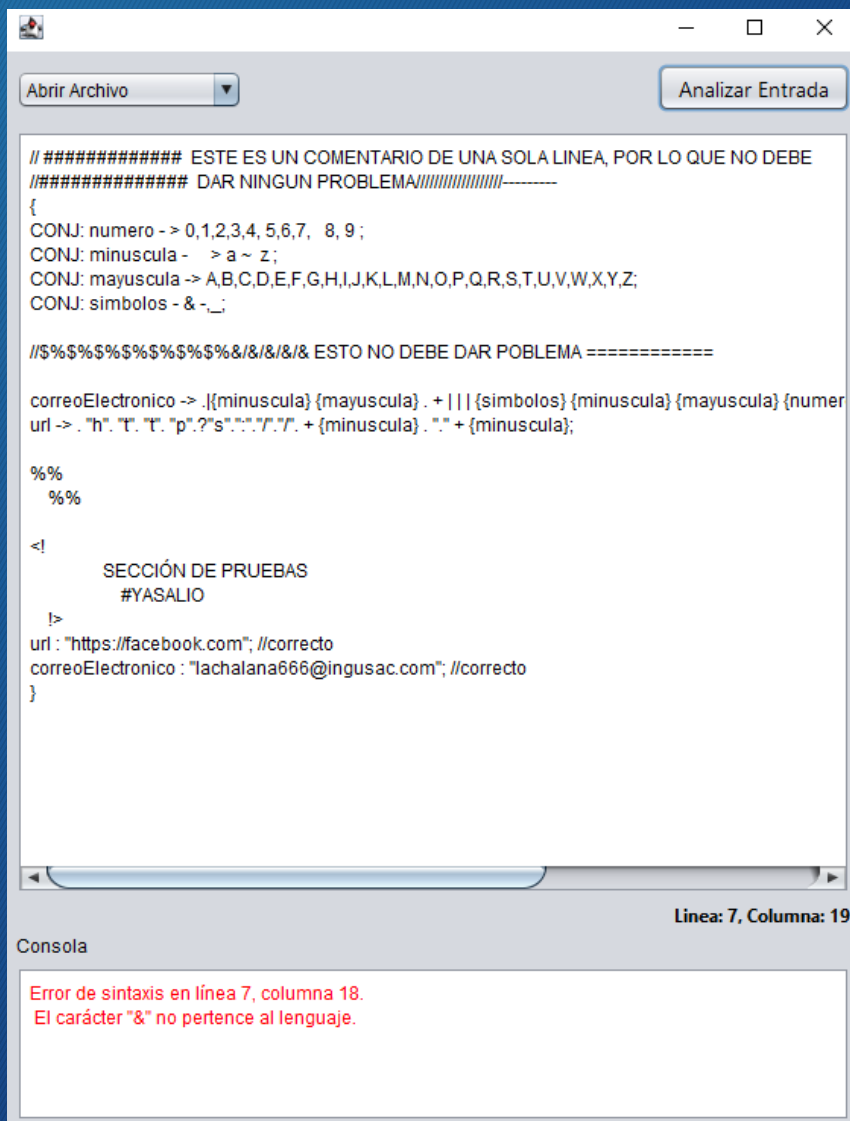 Abrir Archivo
Analizar Entrada
// ############# ESTE ES UN COMENTARIO DE UNA SOLA LINEA, POR LO QUE NO DEBE
//############## DAR NINGUN PROBLEMA////////////////////---------
{
CONJ: numero - > 0,1,2,3,4, 5,6,7,   8, 9 ;
CONJ: minuscula -    > a ~  z ;
CONJ: mayuscula -> A,B,C,D,E,F,G,H,I,J,K,L,M,N,O,P,Q,R,S,T,U,V,W,X,Y,Z;
CONJ: simbolos - & -,_;
//$%$%$%$%$%$%$%&/&/&/&/& ESTO NO DEBE DAR POBLEMA ============
correoElectronico -> .|{minuscula} {mayuscula} . + | | | {simbolos} {minuscula} {mayuscula} {numer
url -> . "h". "t". "t". "p".?"s".":"."/"."/". + {minuscula} . "." + {minuscula};
%%
%%
<!
SECCIÓN DE PRUEBAS
#YASALIO
!>
url : "https://facebook.com"; //correcto
correoElectronico : "lachalana666@ingusac.com"; //correcto
}
Linea: 7, Columna: 19
Consola
Error de sintaxis en línea 7, columna 18.
El carácter "&" no pertence al lenguaje.